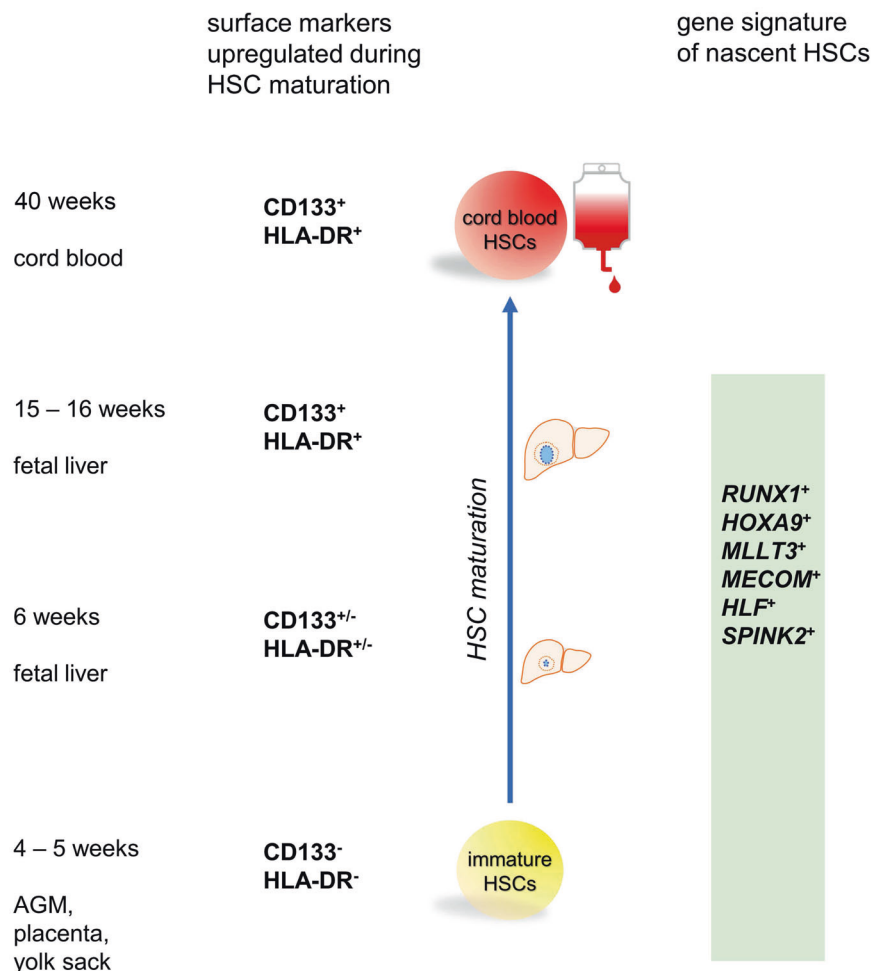 surface markers
upregulated during
HSC maturation
gene signature
of nascent HSCs
40 weeks
cord blood
CD133⁺
HLA-DR⁺
cord blood
HSCs
15 – 16 weeks
fetal liver
CD133⁺
HLA-DR⁺
HSC maturation
RUNX1⁺
HOXA9⁺
MLLT3⁺
MECOM⁺
HLF⁺
SPINK2⁺
6 weeks
fetal liver
CD133⁺/⁻
HLA-DR⁺/⁻
4 – 5 weeks
AGM,
placenta,
yolk sack
CD133⁻
HLA-DR⁻
immature
HSCs